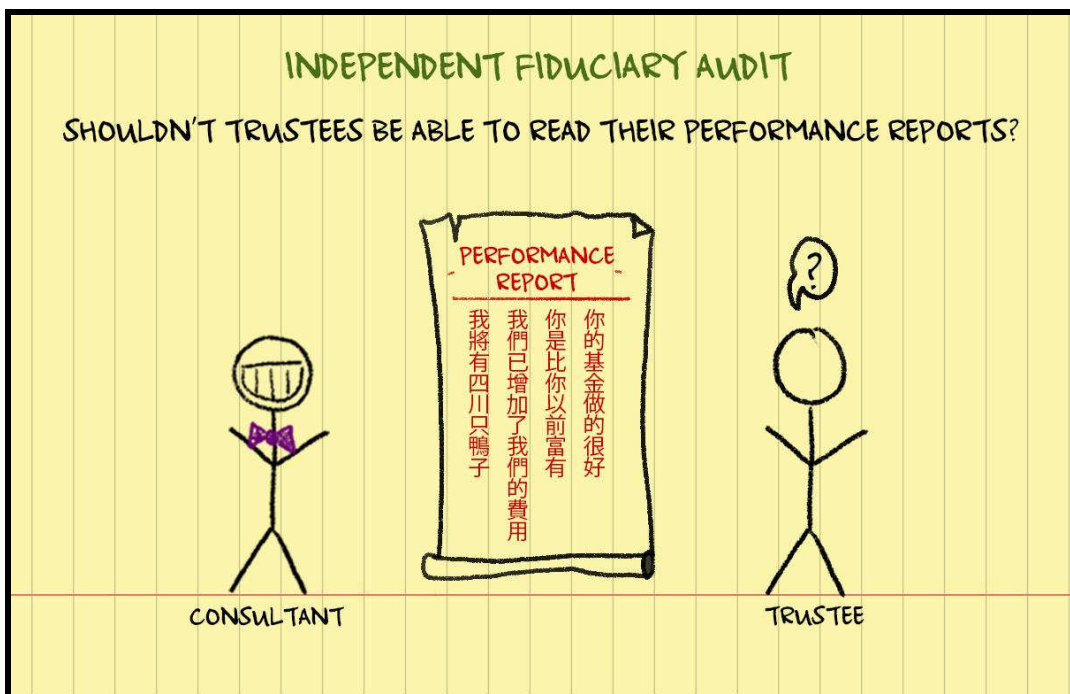 INDEPENDENT FIDUCIARY AUDIT
SHOULDN'T TRUSTEES BE ABLE TO READ THEIR PERFORMANCE REPORTS?
PERFORMANCE
REPORT
你的基金做的很好
你是比你以前富有
我們已增加了我們的費用
我將有四川只鴨子
?
CONSULTANT
TRUSTEE